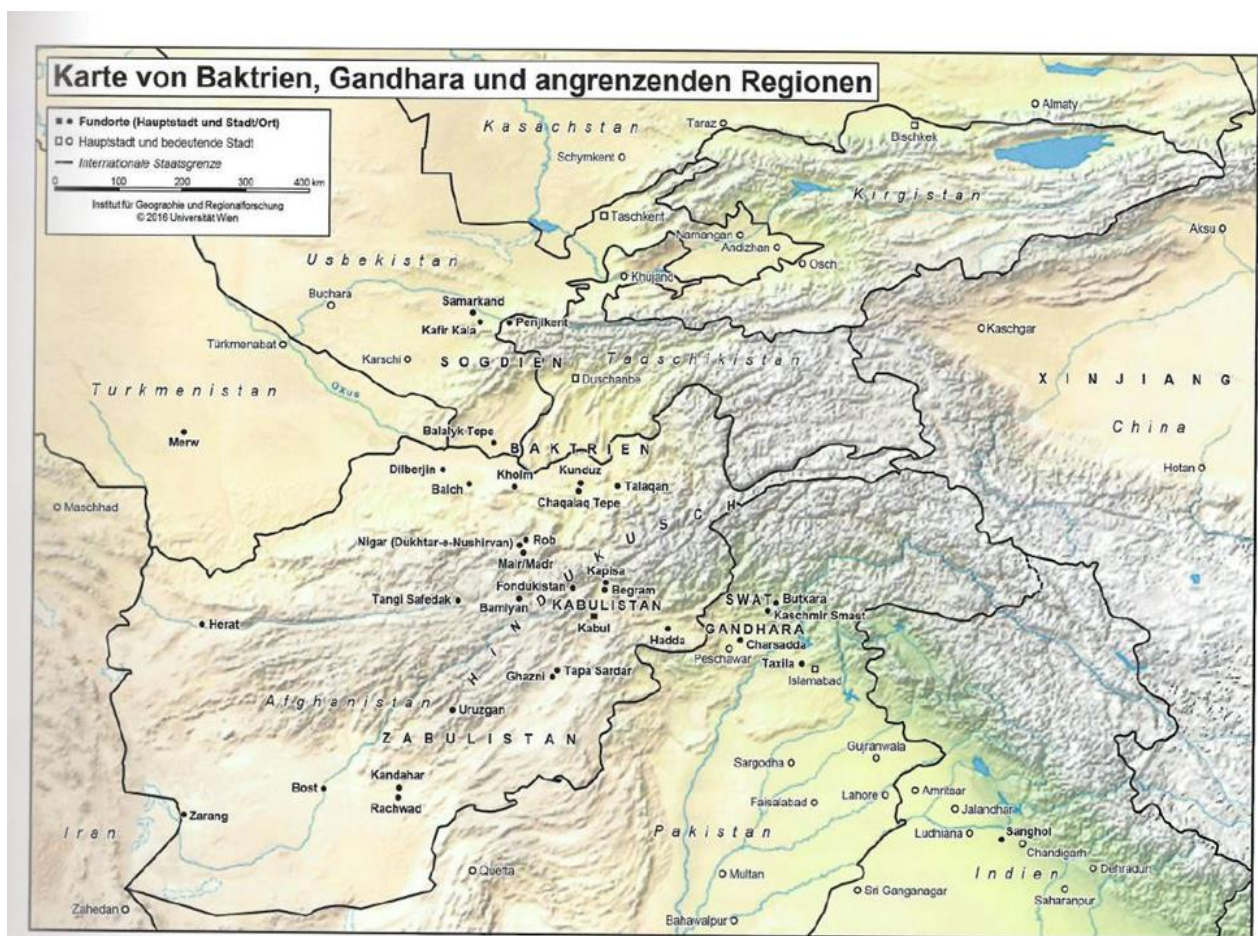 Karte von Baktrien, Gandhara und angrenzenden Regionen
Fundorte (Hauptstadt und Stadt/Ort)
Hauptstadt und bedeutende Stadt
Internationale Staatsgrenze
0 100 200 300 400 km
Institut für Geographie und Regionalforschung
© 2016 Universität Wien
Kasachstan
Taraz
Almaty
Bischkek
Schymkent
Kirgistan
Taschkent
Namangan
Andizhan
Aksu
Usbekistan
Osch
Khujand
Buchara
Samarkand
Kafir Kala
Penjikent
Kaschgar
Türkmenabat
Karschi
SOGDIEN
Tadschikistan
Duschanbe
XINJIANG
Turkmenistan
Oxus
China
Merw
Balalyk Tepe
BAKTRIEN
Dilberjin
Kholm
Kunduz
Hotan
Balch
Chaqalaq Tepe
Talaqan
Maschhad
HINDUKUSCH
Nigar (Dukhtar-e-Nushirvan)
Rob
Mair/Madr
Kapisa
Fondukistan
Begram
Tangi Safedak
Bamiyan
KABULISTAN
SWAT
Butkara
Kaschmir Smast
Herat
Kabul
Hadda
GANDHARA
Charsadda
Peschawar
Taxila
Islamabad
Ghazni
Tapa Sardar
Afghanistan
Uruzgan
ZABULISTAN
Gujranwala
Sargodha
Kandahar
Bost
Rachwad
Faisalabad
Lahore
Amritsar
Jalandhar
Zarang
Iran
Pakistan
Ludhiana
Sanghol
Chandigarh
Quetta
Multan
Indien
Dehradun
Sri Ganganagar
Saharanpur
Zahedan
Bahawalpur